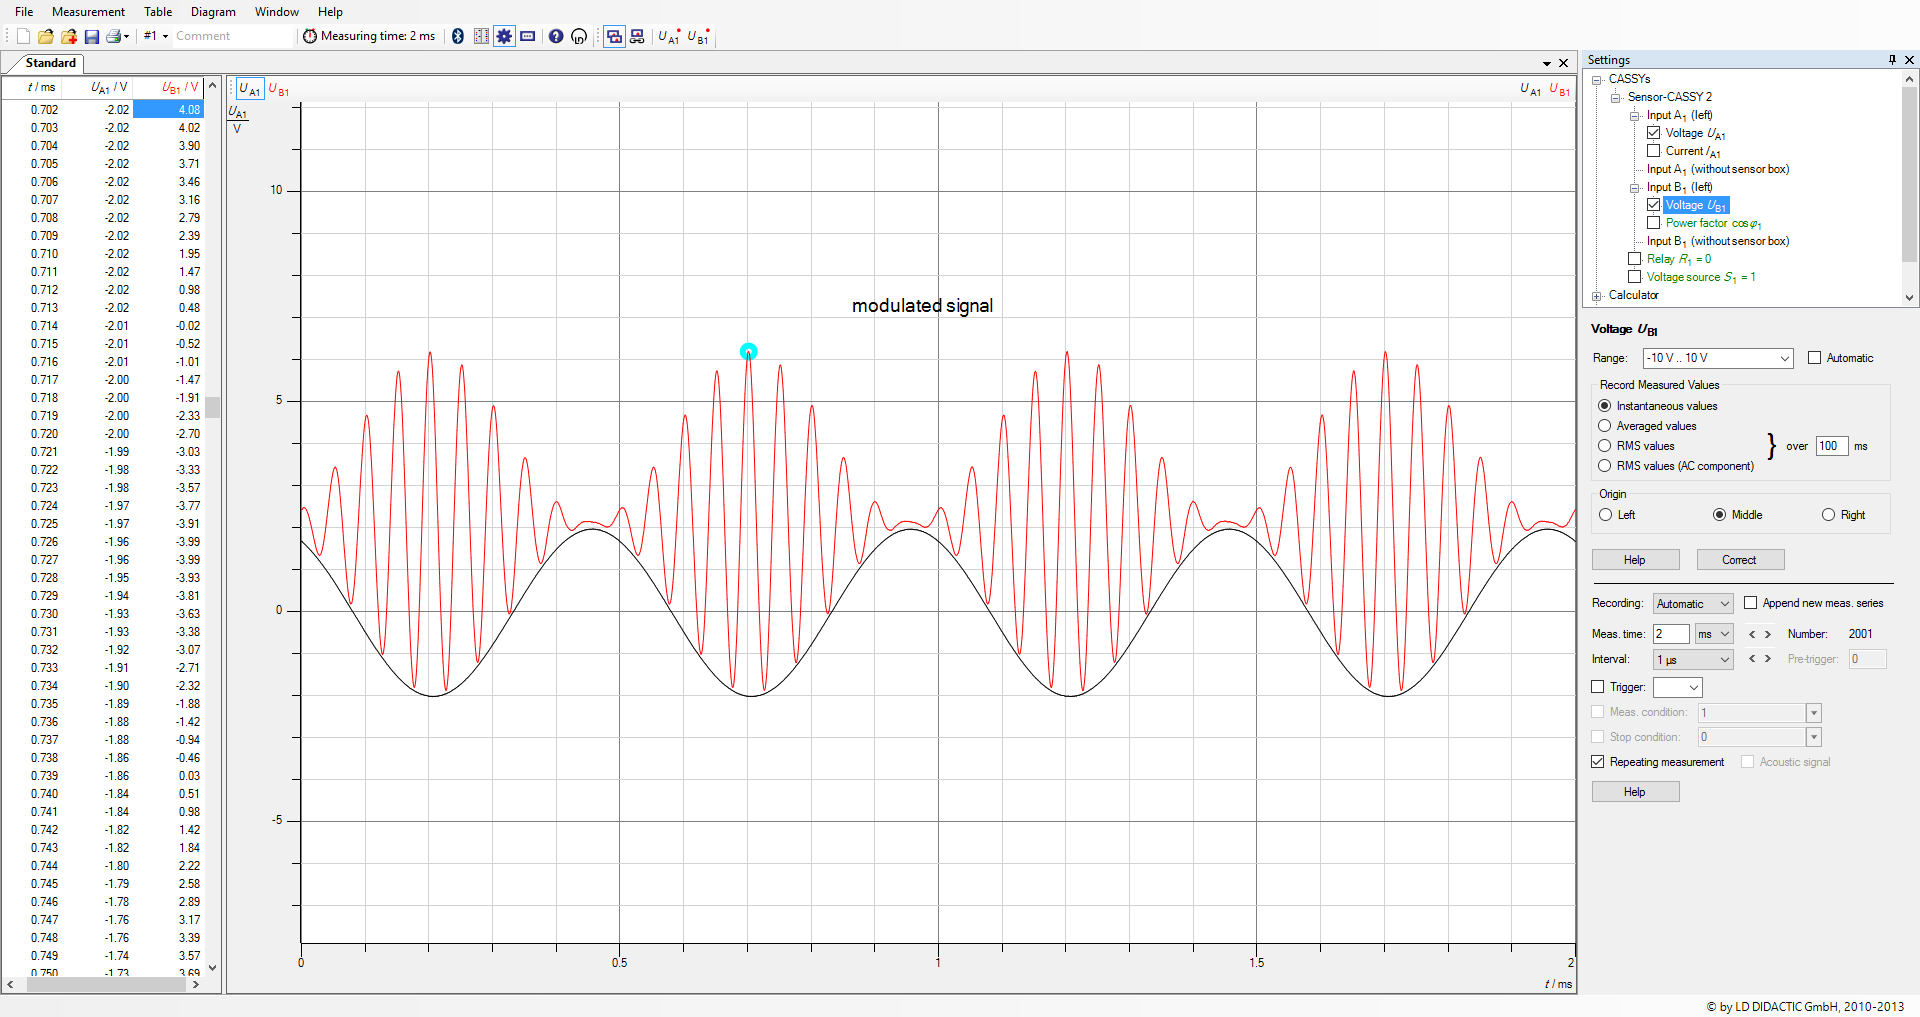 File Measurement Table Diagram Window Help
#1 Comment Measuring time: 2 ms UA1 UB1
Standard
t / ms UA1 / V UB1 / V
0.702 -2.02 4.08
0.703 -2.02 4.02
0.704 -2.02 3.90
0.705 -2.02 3.71
0.706 -2.02 3.46
0.707 -2.02 3.16
0.708 -2.02 2.79
0.709 -2.02 2.39
0.710 -2.02 1.95
0.711 -2.02 1.47
0.712 -2.02 0.98
0.713 -2.02 0.48
0.714 -2.01 -0.02
0.715 -2.01 -0.52
0.716 -2.01 -1.01
0.717 -2.00 -1.47
0.718 -2.00 -1.91
0.719 -2.00 -2.33
0.720 -2.00 -2.70
0.721 -1.99 -3.03
0.722 -1.98 -3.33
0.723 -1.98 -3.57
0.724 -1.97 -3.77
0.725 -1.97 -3.91
0.726 -1.96 -3.99
0.727 -1.96 -3.99
0.728 -1.95 -3.93
0.729 -1.94 -3.81
0.730 -1.93 -3.63
0.731 -1.93 -3.38
0.732 -1.92 -3.07
0.733 -1.91 -2.71
0.734 -1.90 -2.32
0.735 -1.89 -1.88
0.736 -1.88 -1.42
0.737 -1.88 -0.94
0.738 -1.86 -0.46
0.739 -1.86 0.03
0.740 -1.84 0.51
0.741 -1.84 0.98
0.742 -1.82 1.42
0.743 -1.82 1.84
0.744 -1.80 2.22
0.745 -1.79 2.58
0.746 -1.78 2.89
0.747 -1.76 3.17
0.748 -1.76 3.39
0.749 -1.74 3.57
0.750 -1.73 3.69
UA1 UB1 UA1 UB1
UA1
V
10
5
0
-5
modulated signal
0 0.5 1 1.5 2
t / ms
Settings
CASSYs
Sensor-CASSY 2
Input A1 (left)
Voltage UA1
Current IA1
Input A1 (without sensor box)
Input B1 (left)
Voltage UB1
Power factor cosφ1
Input B1 (without sensor box)
Relay R1 = 0
Voltage source S1 = 1
Calculator
Voltage UB1
Range: -10 V .. 10 V Automatic
Record Measured Values
Instantaneous values
Averaged values
RMS values } over 100 ms
RMS values (AC component)
Origin
Left Middle Right
Help Correct
Recording: Automatic Append new meas. series
Meas. time: 2 ms < > Number: 2001
Interval: 1 µs < > Pre-trigger: 0
Trigger:
Meas. condition: 1
Stop condition: 0
Repeating measurement Acoustic signal
Help
© by LD DIDACTIC GmbH, 2010-2013